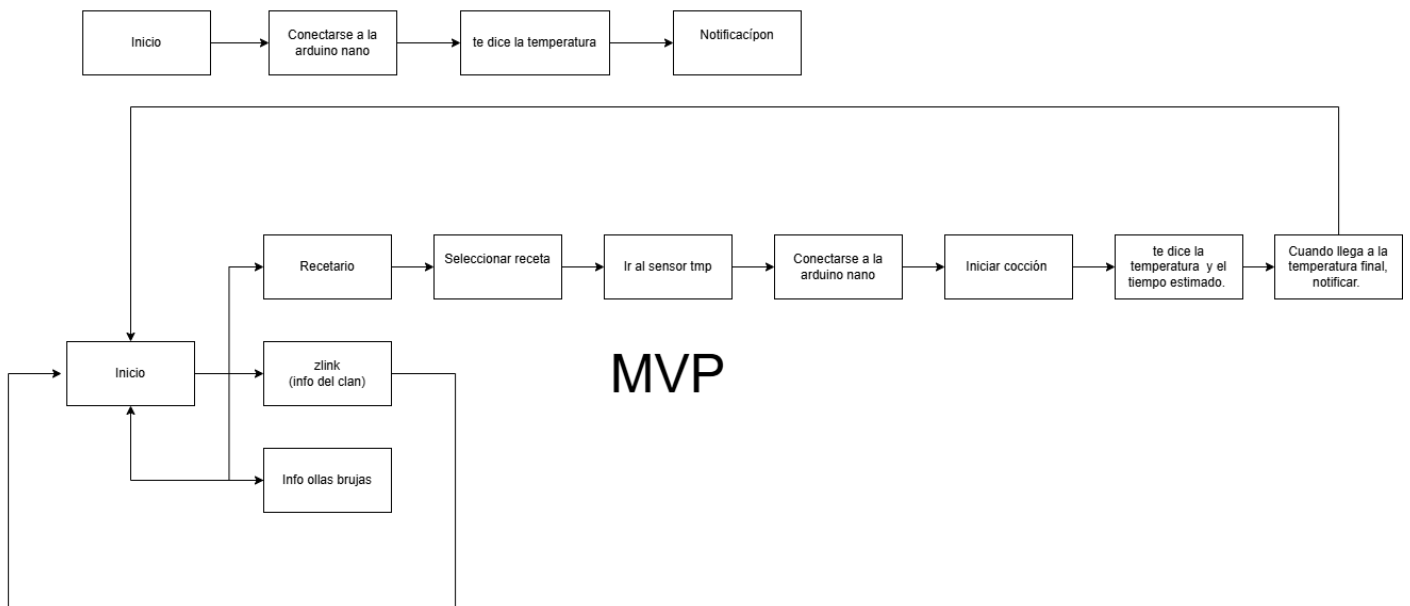 Inicio
Conectarse a la
arduino nano
te dice la temperatura
Notificacípon
Recetario
Seleccionar receta
Ir al sensor tmp
Conectarse a la
arduino nano
Iniciar cocción
te dice la
temperatura y el
tiempo estimado.
Cuando llega a la
temperatura final,
notificar.
Inicio
zlink
(info del clan)
MVP
Info ollas brujas